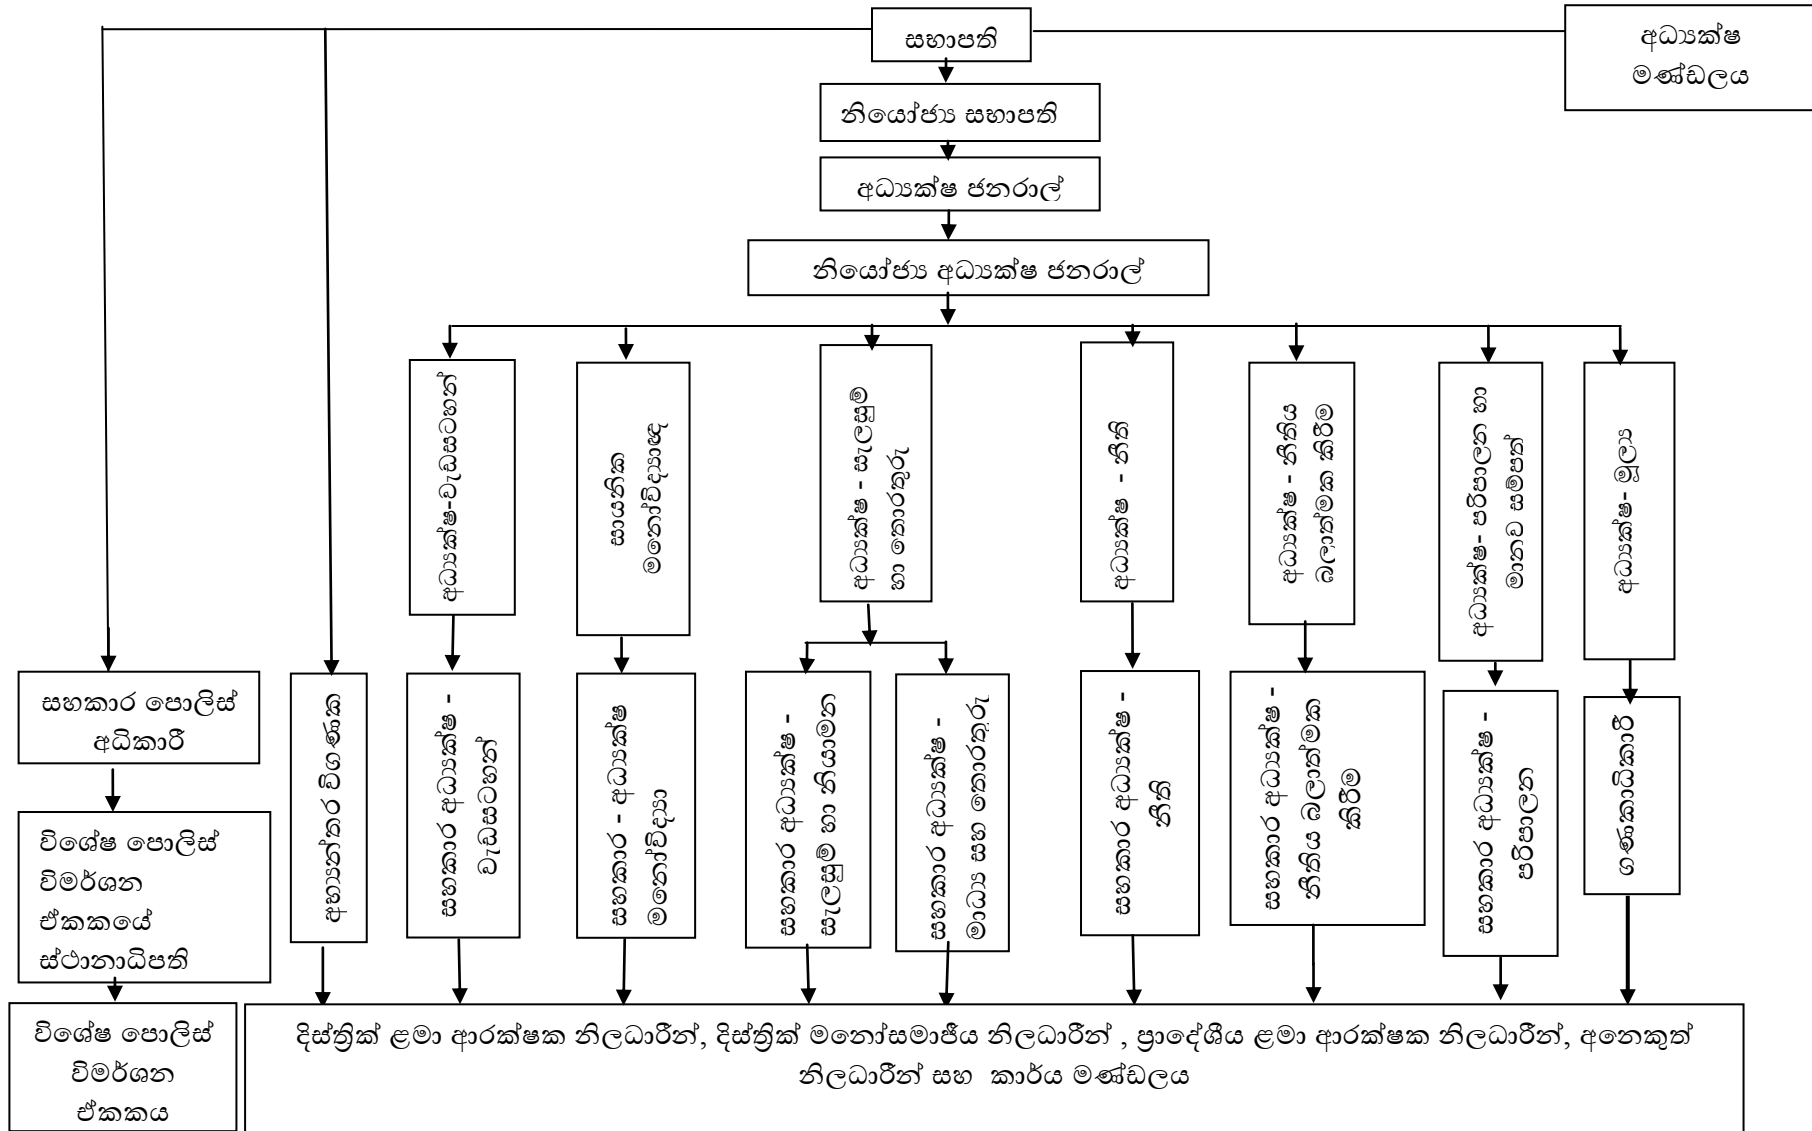 සභාපති
අධ්‍යක්ෂ
මණ්ඩලය
නියෝජ්‍ය සභාපති
අධ්‍යක්ෂ ජනරාල්
නියෝජ්‍ය අධ්‍යක්ෂ ජනරාල්
අධ්‍යක්ෂ-වැඩසටහන්
සායනික
මනෝවිද්‍යාඥ
අධ්‍යක්ෂ - සැලසුම්
හා තොරතුරු
අධ්‍යක්ෂ - නීති
අධ්‍යක්ෂ - නීතිය
බලාත්මක කිරීම
අධ්‍යක්ෂ- පරිපාලන හා
මානව සම්පත්
අධ්‍යක්ෂ- මූල්‍ය
සහකාර පොලිස්
අධිකාරී
අභ්‍යන්තර විගණක
සහකාර අධ්‍යක්ෂ -
වැඩසටහන්
සහකාර - අධ්‍යක්ෂ
මනෝවිද්‍යා
සහකාර අධ්‍යක්ෂ -
සැලසුම් හා නියාමන
සහකාර අධ්‍යක්ෂ -
මාධ්‍ය සහ තොරතුරු
සහකාර අධ්‍යක්ෂ -
නීති
සහකාර අධ්‍යක්ෂ -
නීතිය බලාත්මක
කිරීම
සහකාර අධ්‍යක්ෂ -
පරිපාලන
ගණකාධිකාරී
විශේෂ පොලිස්
විමර්ශන
ඒකකයේ
ස්ථානාධිපති
විශේෂ පොලිස්
විමර්ශන
ඒකකය
දිස්ත්‍රික් ළමා ආරක්ෂක නිලධාරීන්, දිස්ත්‍රික් මනෝසමාජීය නිලධාරීන් , ප්‍රාදේශීය ළමා ආරක්ෂක නිලධාරීන්, අනෙකුත්
නිලධාරීන් සහ කාර්ය මණ්ඩලය